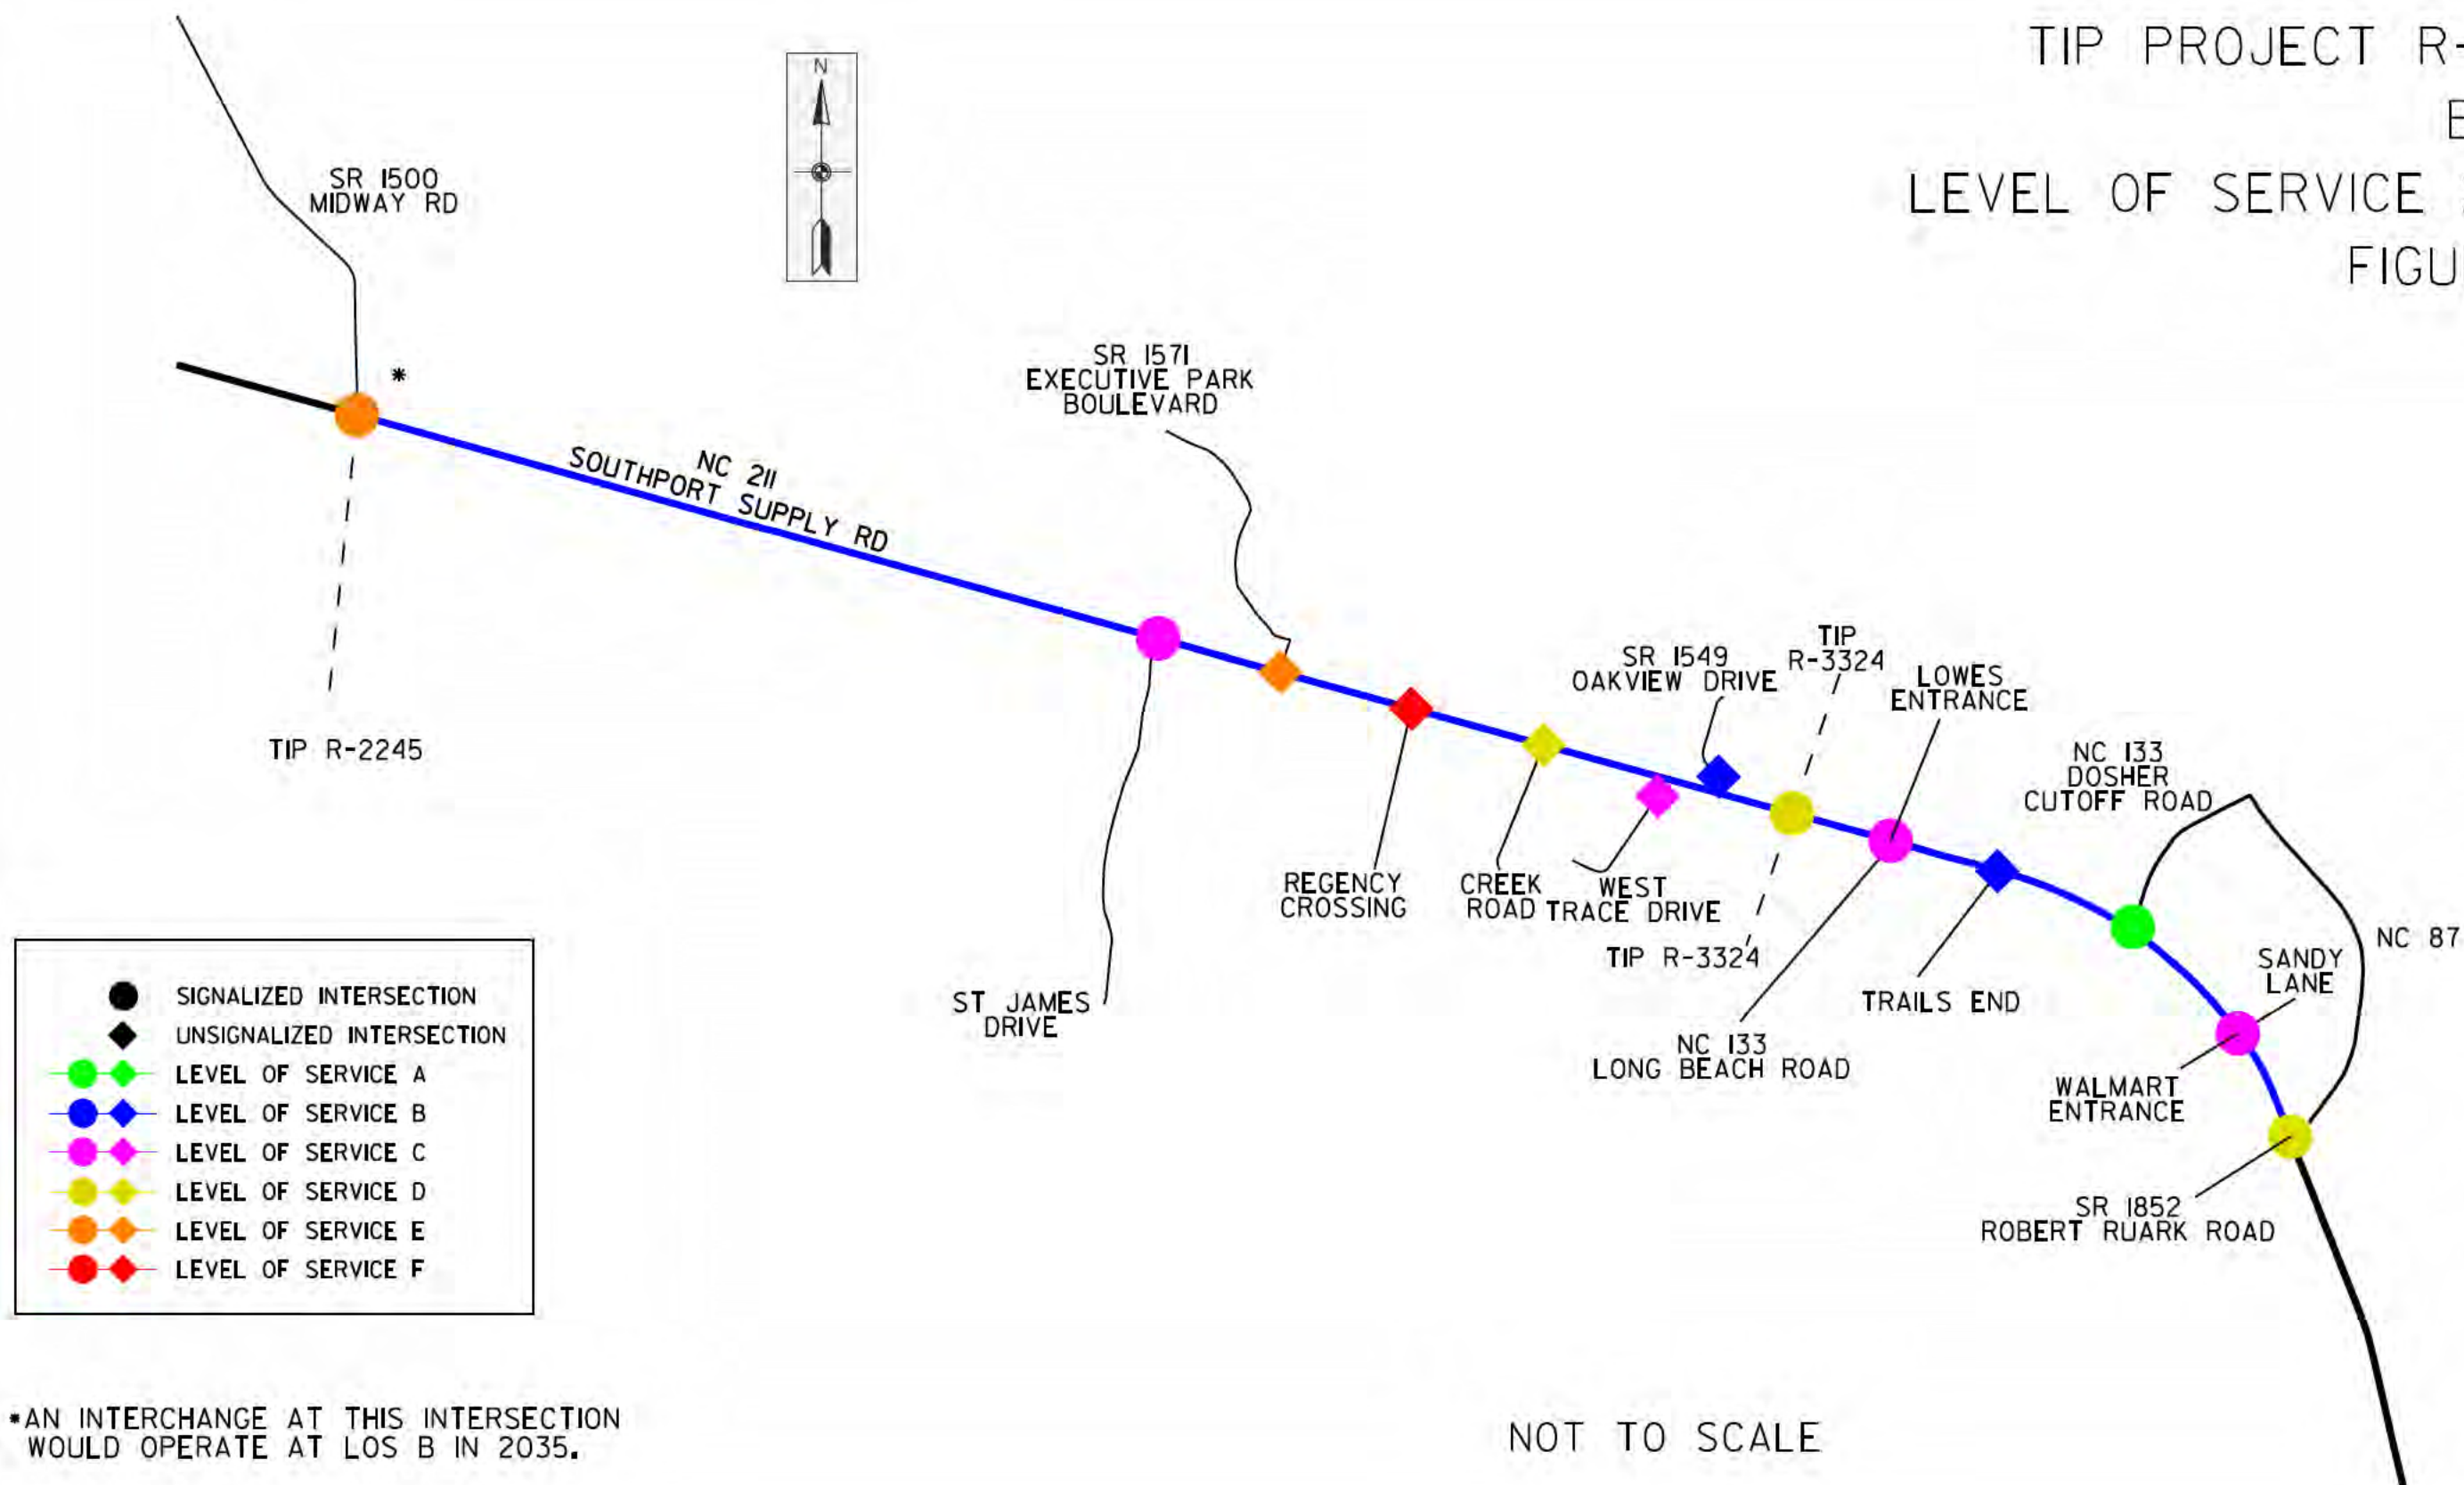 TIP PROJECT R-
LEVEL OF SERVICE
FIGU
N
SR 1500
MIDWAY RD
*
SR 1571
EXECUTIVE PARK
BOULEVARD
NC 211
SOUTHPORT SUPPLY RD
TIP R-2245
SR 1549
OAKVIEW DRIVE
TIP
R-3324
LOWES
ENTRANCE
NC 133
DOSHER
CUTOFF ROAD
REGENCY
CROSSING
CREEK
ROAD
WEST
TRACE DRIVE
TIP R-3324
NC 87
SANDY
LANE
ST JAMES
DRIVE
TRAILS END
NC 133
LONG BEACH ROAD
WALMART
ENTRANCE
SR 1852
ROBERT RUARK ROAD
SIGNALIZED INTERSECTION
UNSIGNALIZED INTERSECTION
LEVEL OF SERVICE A
LEVEL OF SERVICE B
LEVEL OF SERVICE C
LEVEL OF SERVICE D
LEVEL OF SERVICE E
LEVEL OF SERVICE F
*AN INTERCHANGE AT THIS INTERSECTION
WOULD OPERATE AT LOS B IN 2035.
NOT TO SCALE